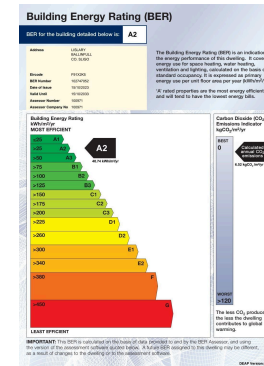 Building Energy Rating (BER)
BER for the building detailed below is: A2
Address
LISLARY
BALLINFULL
CO. SLIGO
Eircode
BER Number
Date of Issue
Valid Until
Assessor Number
Assessor Company No
The Building Energy Rating (BER) is an indication
the energy performance of this dwelling. It cove
energy use for space heating, water heating,
ventilation and lighting, calculated on the basis o
standard occupancy. It is expressed as primary
energy use per unit floor area per year (kWh/m²/
'A' rated properties are the most energy efficient
and will tend to have the lowest energy bills.
Building Energy Rating
kWh/m²/yr
MOST EFFICIENT
A1
>25 A2
>50 A3
>75 B1
>100 B2
>125 B3
>150 C1
>175 C2
>200 C3
>225 D1
>260 D2
>300 E1
>340 E2
>380 F
>450 G
LEAST EFFICIENT
A2
Carbon Dioxide (CO₂
Emissions Indicator
kgCO₂/m²/yr
BEST
0
Calculated
annual CO₂
emissions
WORST
>120
The less CO₂ produc
the less the dwelling
contributes to global
warming.
IMPORTANT: This BER is calculated on the basis of data provided to and by the BER Assessor, and using
the version of the assessment software quoted below. A future BER assigned to this dwelling may be different,
as a result of changes to the dwelling or to the assessment software.
DEAP Version